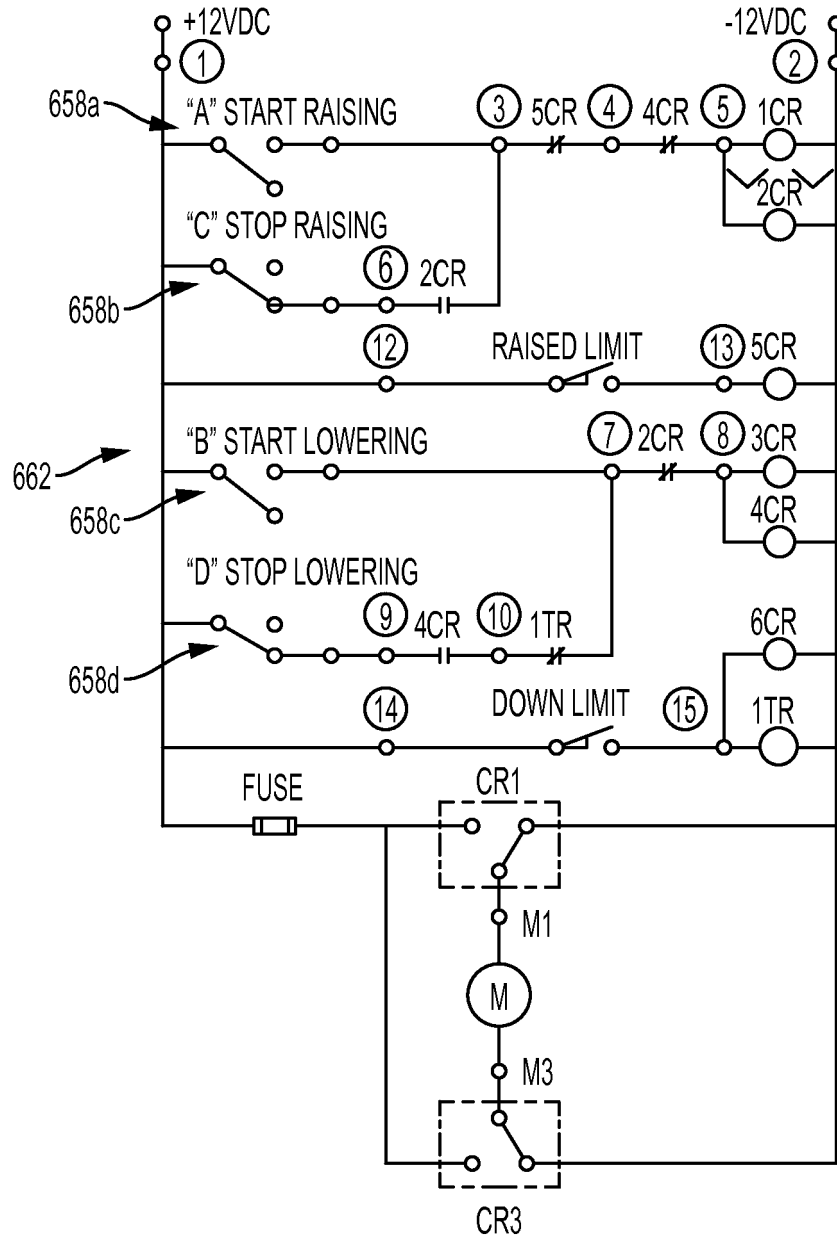 +12VDC -12VDC
1 2
658a
"A" START RAISING 3 5CR 4 4CR 5 1CR
2CR
"C" STOP RAISING
6 2CR
658b
12 RAISED LIMIT 13 5CR
"B" START LOWERING 7 2CR 8 3CR
662
658c
4CR
"D" STOP LOWERING
9 4CR 10 1TR 6CR
658d
14 DOWN LIMIT 15 1TR
FUSE CR1
M1
M
M3
CR3